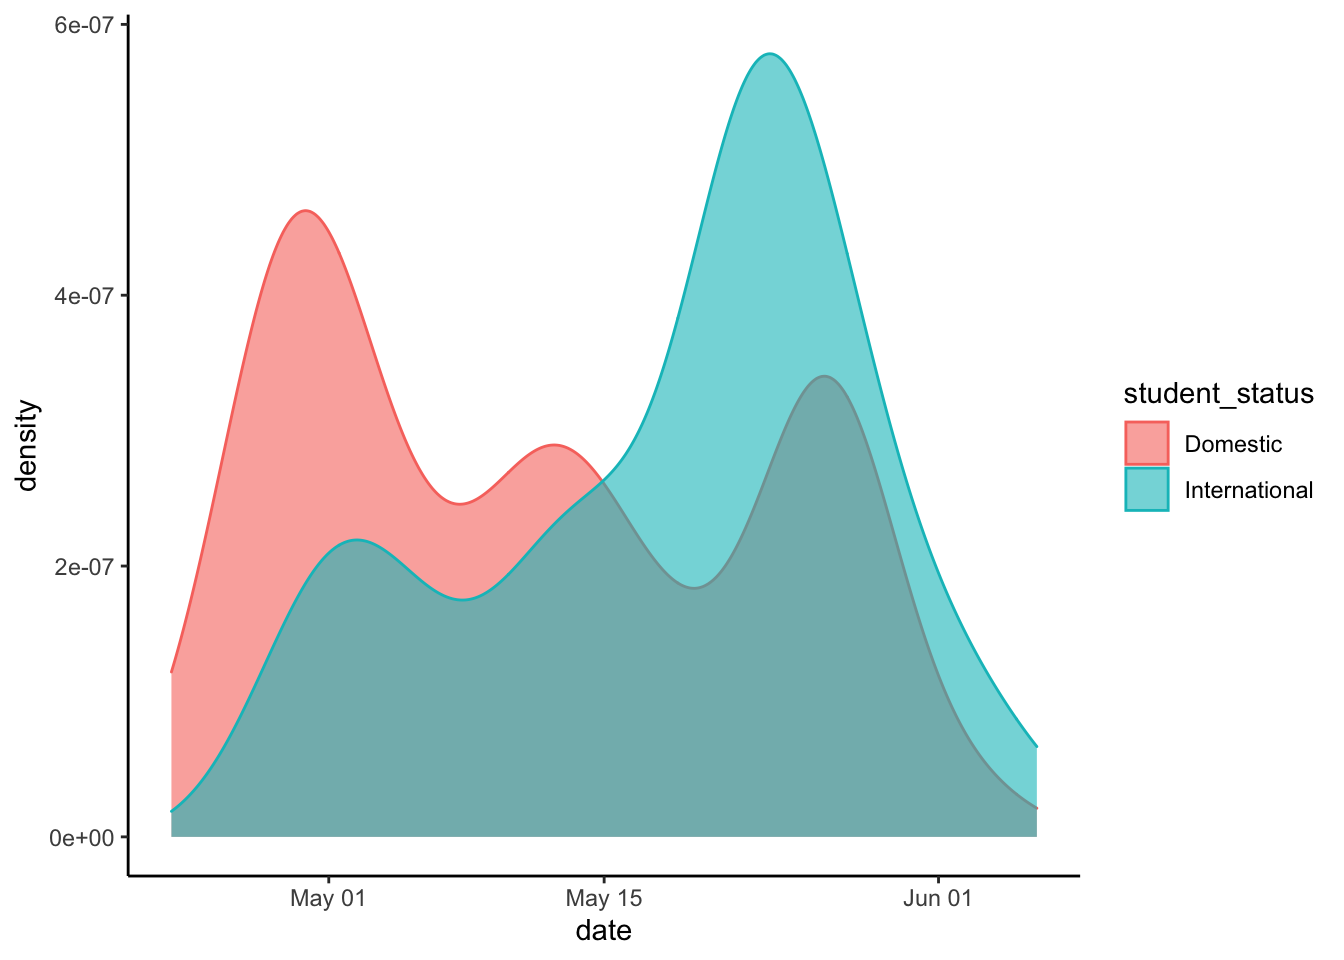 6e-07
4e-07
2e-07
0e+00
density
May 01
May 15
Jun 01
date
student_status
Domestic
International